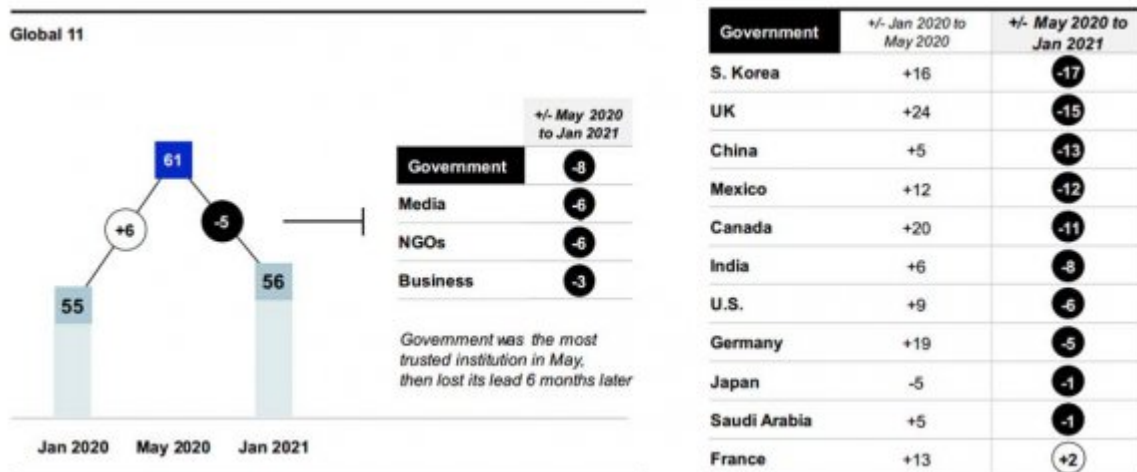 Global 11
61
+6
-5
55
56
Jan 2020 May 2020 Jan 2021
+/- May 2020
to Jan 2021
Government -8
Media -6
NGOs -6
Business -3
Government was the most
trusted institution in May,
then lost its lead 6 months later
Government +/- Jan 2020 to May 2020 +/- May 2020 to Jan 2021
S. Korea +16 -17
UK +24 -15
China +5 -13
Mexico +12 -12
Canada +20 -11
India +6 -8
U.S. +9 -6
Germany +19 -5
Japan -5 -1
Saudi Arabia +5 -1
France +13 +2